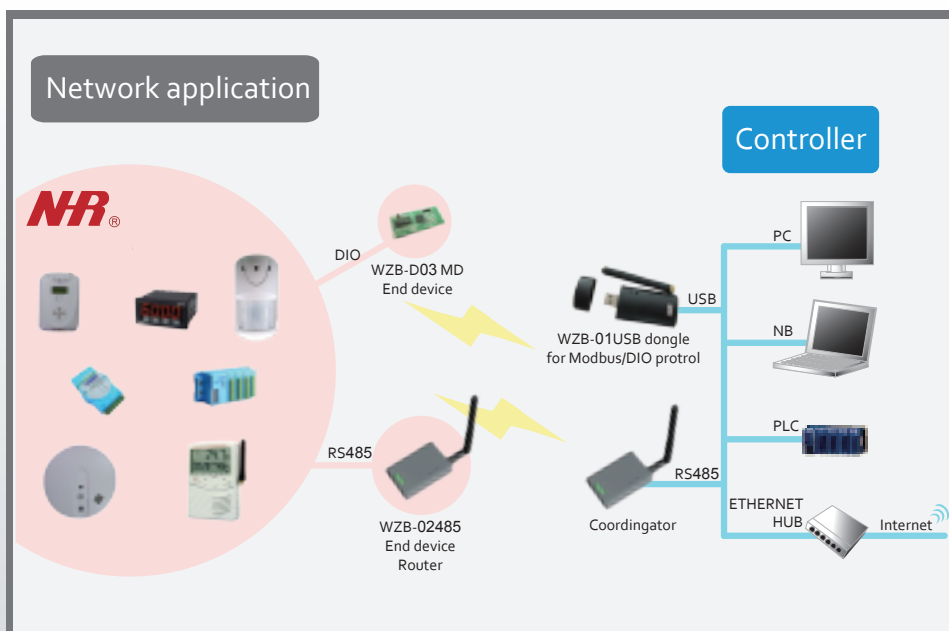 Network application
Controller
NHR®
DIO
WZB-D03 MD
End device
RS485
WZB-02485
End device
Router
WZB-01USB dongle
for Modbus/DIO protrol
USB
Coordingator
RS485
PC
NB
PLC
ETHERNET
HUB
Internet